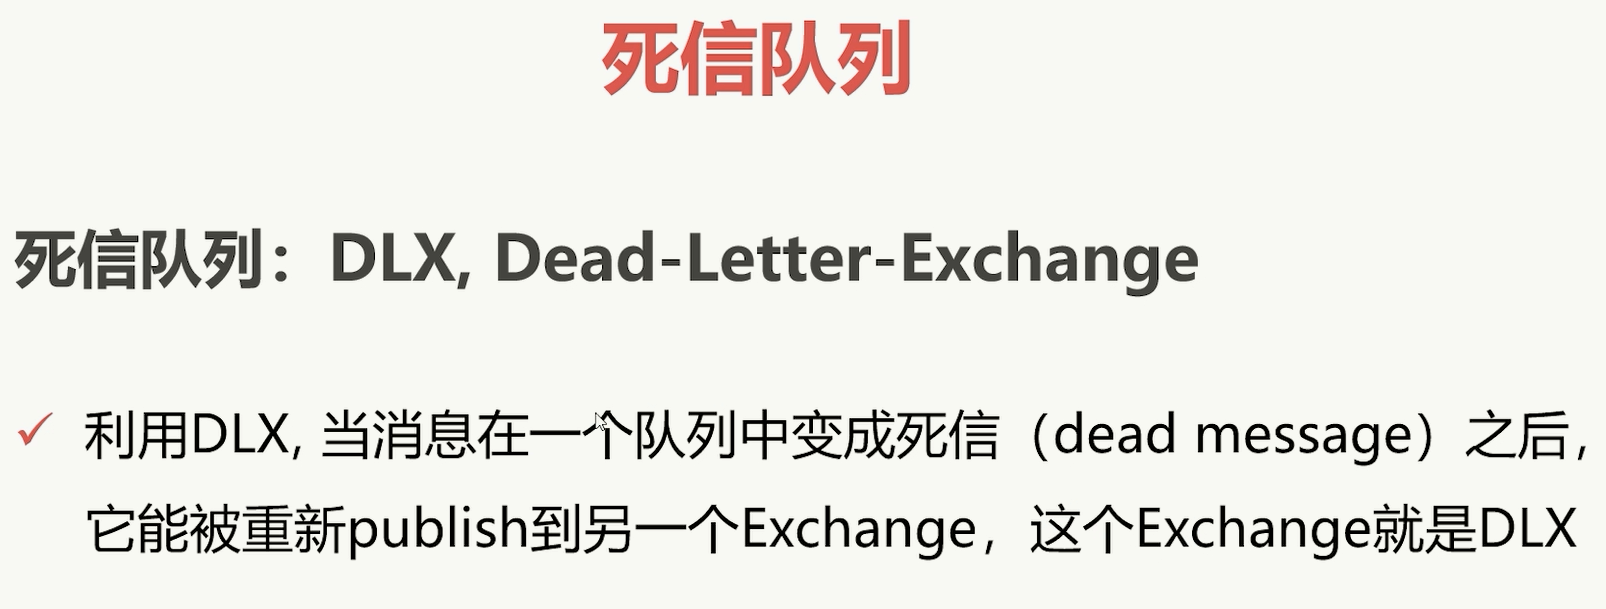 死信队列
死信队列：DLX, Dead-Letter-Exchange
利用DLX, 当消息在一个队列中变成死信（dead message）之后，
它能被重新publish到另一个Exchange，这个Exchange就是DLX